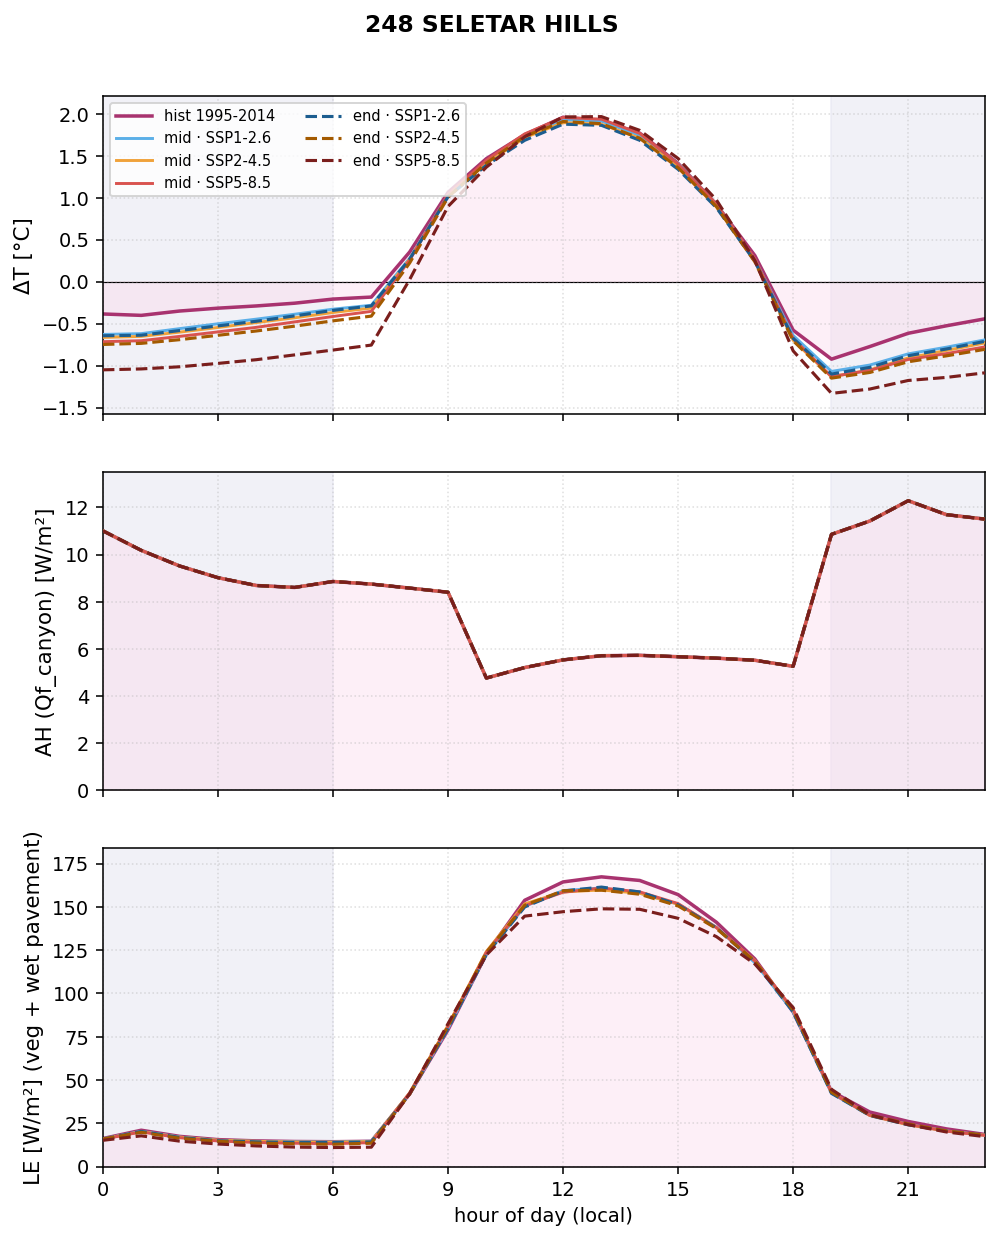 248 SELETAR HILLS
ΔT [°C]
2.0
1.5
1.0
0.5
0.0
−0.5
−1.0
−1.5
hist 1995-2014
mid · SSP1-2.6
mid · SSP2-4.5
mid · SSP5-8.5
end · SSP1-2.6
end · SSP2-4.5
end · SSP5-8.5
AH (Qf_canyon) [W/m²]
12
10
8
6
4
2
0
LE [W/m²] (veg + wet pavement)
175
150
125
100
75
50
25
0
0 3 6 9 12 15 18 21
hour of day (local)